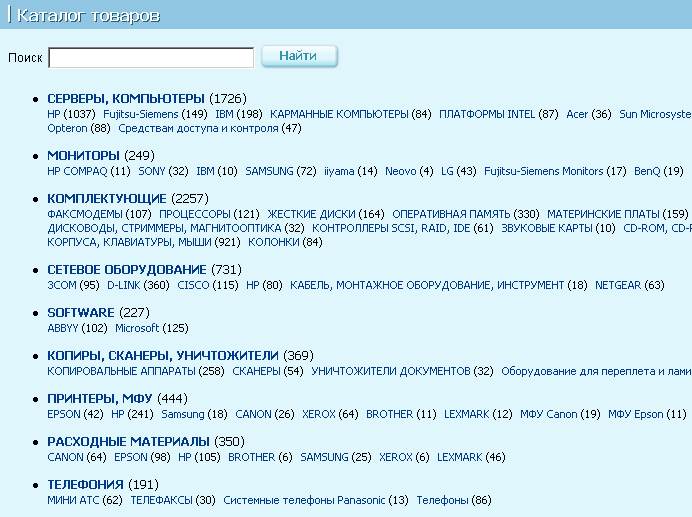 Каталог товаров
Поиск Найти
СЕРВЕРЫ, КОМПЬЮТЕРЫ (1726)
HP (1037) Fujitsu-Siemens (149) IBM (198) КАРМАННЫЕ КОМПЬЮТЕРЫ (84) ПЛАТФОРМЫ INTEL (87) Acer (36) Sun Microsyste
Opteron (88) Средствам доступа и контроля (47)
МОНИТОРЫ (249)
HP COMPAQ (11) SONY (32) IBM (10) SAMSUNG (72) iiyama (14) Neovo (4) LG (43) Fujitsu-Siemens Monitors (17) BenQ (19)
КОМПЛЕКТУЮЩИЕ (2257)
ФАКСМОДЕМЫ (107) ПРОЦЕССОРЫ (121) ЖЕСТКИЕ ДИСКИ (164) ОПЕРАТИВНАЯ ПАМЯТЬ (330) МАТЕРИНСКИЕ ПЛАТЫ (159)
ДИСКОВОДЫ, СТРИММЕРЫ, МАГНИТООПТИКА (32) КОНТРОЛЛЕРЫ SCSI, RAID, IDE (61) ЗВУКОВЫЕ КАРТЫ (10) CD-ROM, CD-R
КОРПУСА, КЛАВИАТУРЫ, МЫШИ (921) КОЛОНКИ (84)
СЕТЕВОЕ ОБОРУДОВАНИЕ (731)
3COM (95) D-LINK (360) CISCO (115) HP (80) КАБЕЛЬ, МОНТАЖНОЕ ОБОРУДОВАНИЕ, ИНСТРУМЕНТ (18) NETGEAR (63)
SOFTWARE (227)
ABBYY (102) Microsoft (125)
КОПИРЫ, СКАНЕРЫ, УНИЧТОЖИТЕЛИ (369)
КОПИРОВАЛЬНЫЕ АППАРАТЫ (258) СКАНЕРЫ (54) УНИЧТОЖИТЕЛИ ДОКУМЕНТОВ (32) Оборудование для переплета и лами
ПРИНТЕРЫ, МФУ (444)
EPSON (42) HP (241) Samsung (18) CANON (26) XEROX (64) BROTHER (11) LEXMARK (12) МФУ Canon (19) МФУ Epson (11)
РАСХОДНЫЕ МАТЕРИАЛЫ (350)
CANON (64) EPSON (98) HP (105) BROTHER (6) SAMSUNG (25) XEROX (6) LEXMARK (46)
ТЕЛЕФОНИЯ (191)
МИНИ АТС (62) ТЕЛЕФАКСЫ (30) Системные телефоны Panasonic (13) Телефоны (86)